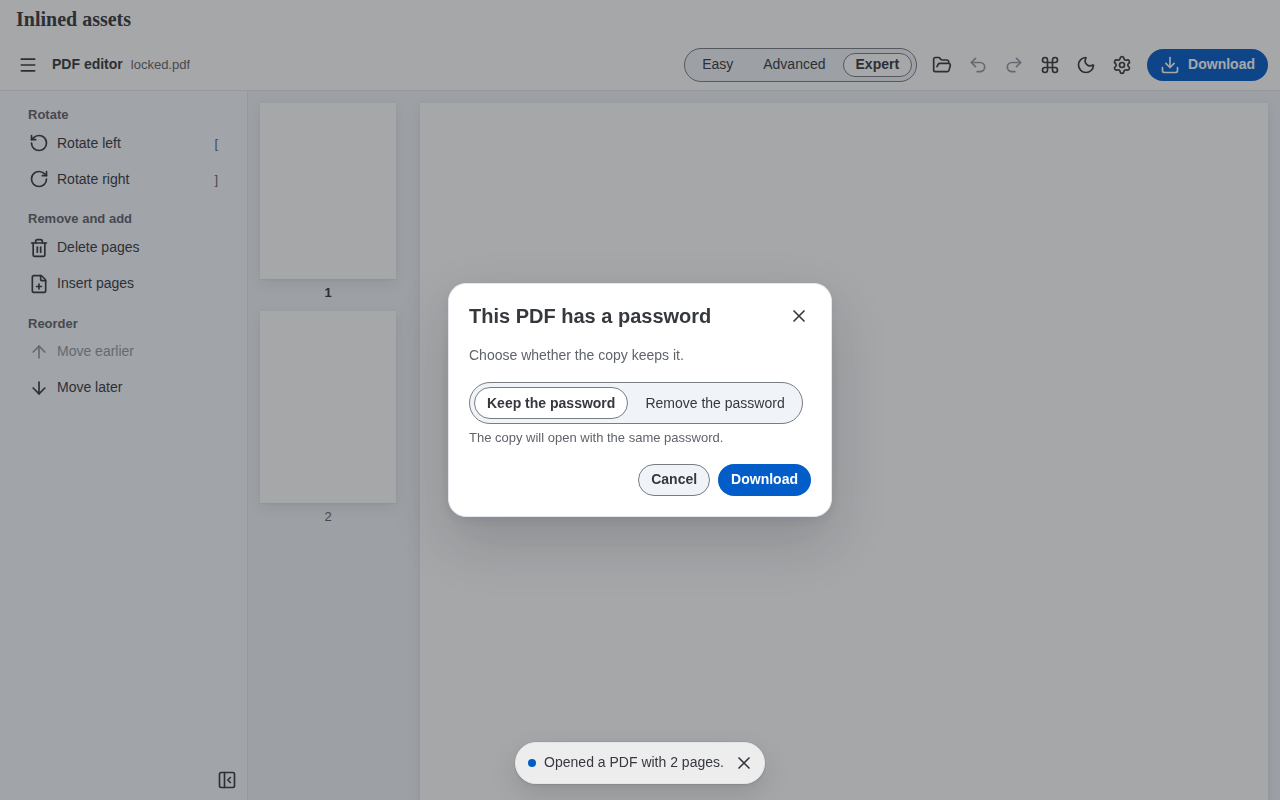 Inlined assets
PDF editor locked.pdf Easy Advanced Expert Download
Rotate
Rotate left [
Rotate right ]
Remove and add
Delete pages
Insert pages
Reorder
Move earlier
Move later
1
2
This PDF has a password
Choose whether the copy keeps it.
Keep the password Remove the password
The copy will open with the same password.
Cancel Download
Opened a PDF with 2 pages.